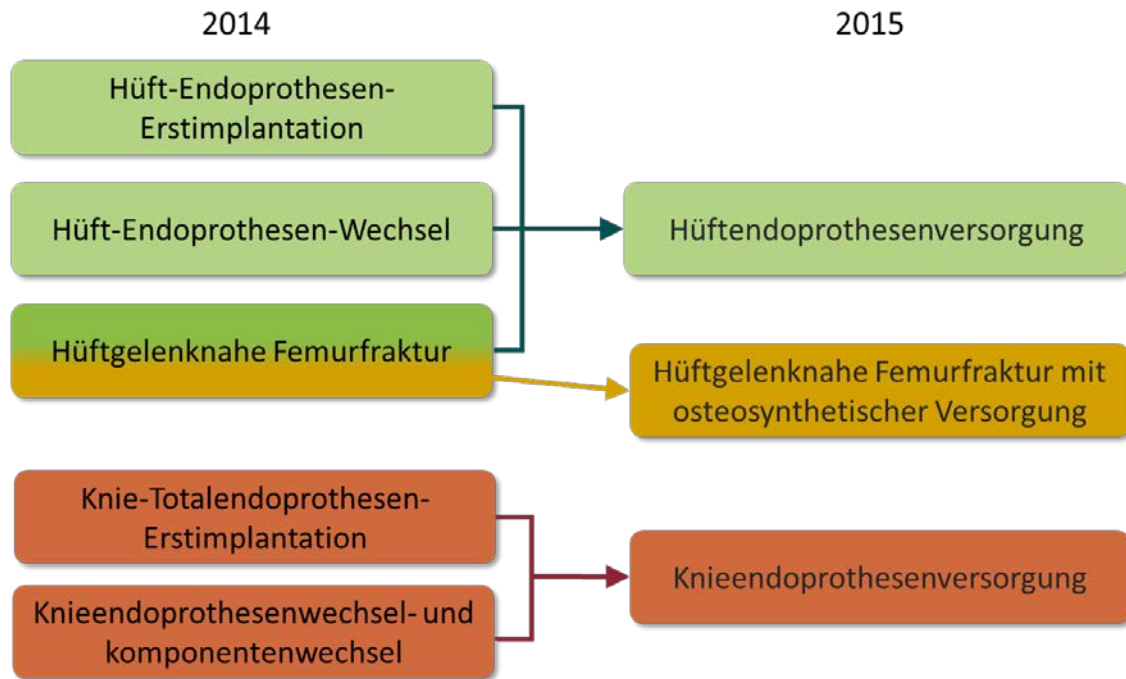 2014
2015
Hüft-Endoprothesen-
Erstimplantation
Hüft-Endoprothesen-Wechsel
Hüftendoprothesenversorgung
Hüftgelenknahe Femurfraktur
Hüftgelenknahe Femurfraktur mit
osteosynthetischer Versorgung
Knie-Totalendoprothesen-
Erstimplantation
Knieendoprothesenwechsel- und
komponentenwechsel
Knieendoprothesenversorgung